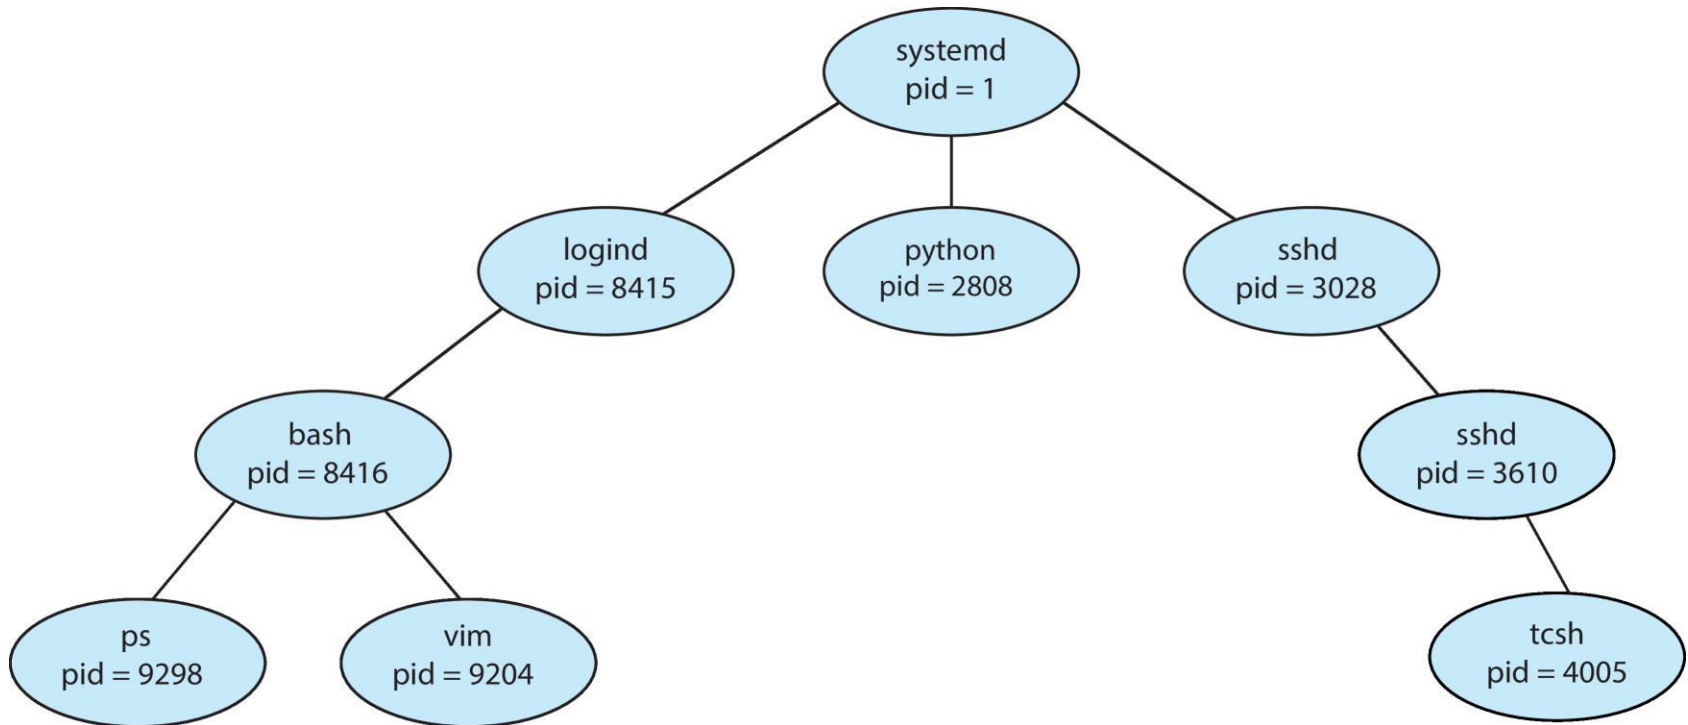 systemd
pid = 1
logind
pid = 8415
python
pid = 2808
sshd
pid = 3028
bash
pid = 8416
sshd
pid = 3610
ps
pid = 9298
vim
pid = 9204
tcsh
pid = 4005